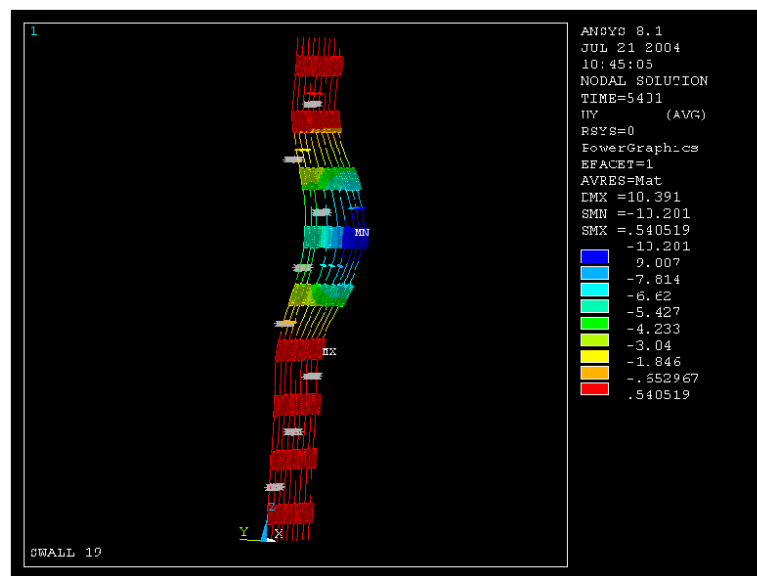 1
ANSYS 8.1
JUL 21 2004
10:45:05
NODAL SOLUTION
TIME=5401
UY (AVG)
RSYS=0
PowerGraphics
EFACET=1
AVRES=Mat
DMX =10.391
SMN =-10.201
SMX =.540519
-10.201
9.007
-7.814
-6.62
-5.427
-4.233
-3.04
-1.846
-.652967
.540519
MN
MX
Z
Y
X
SWALL 19